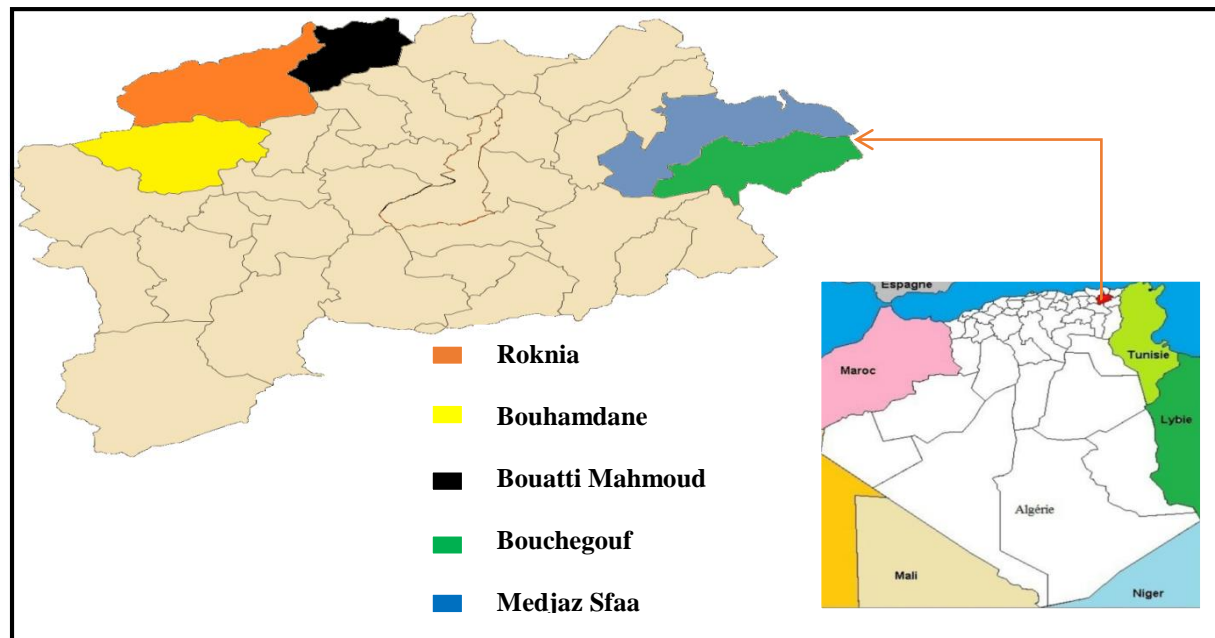 Roknia
Bouhamdane
Bouatti Mahmoud
Bouchegouf
Medjaz Sfaa
Espagne
Maroc
Tunisie
Lybie
Algérie
Mali
Niger